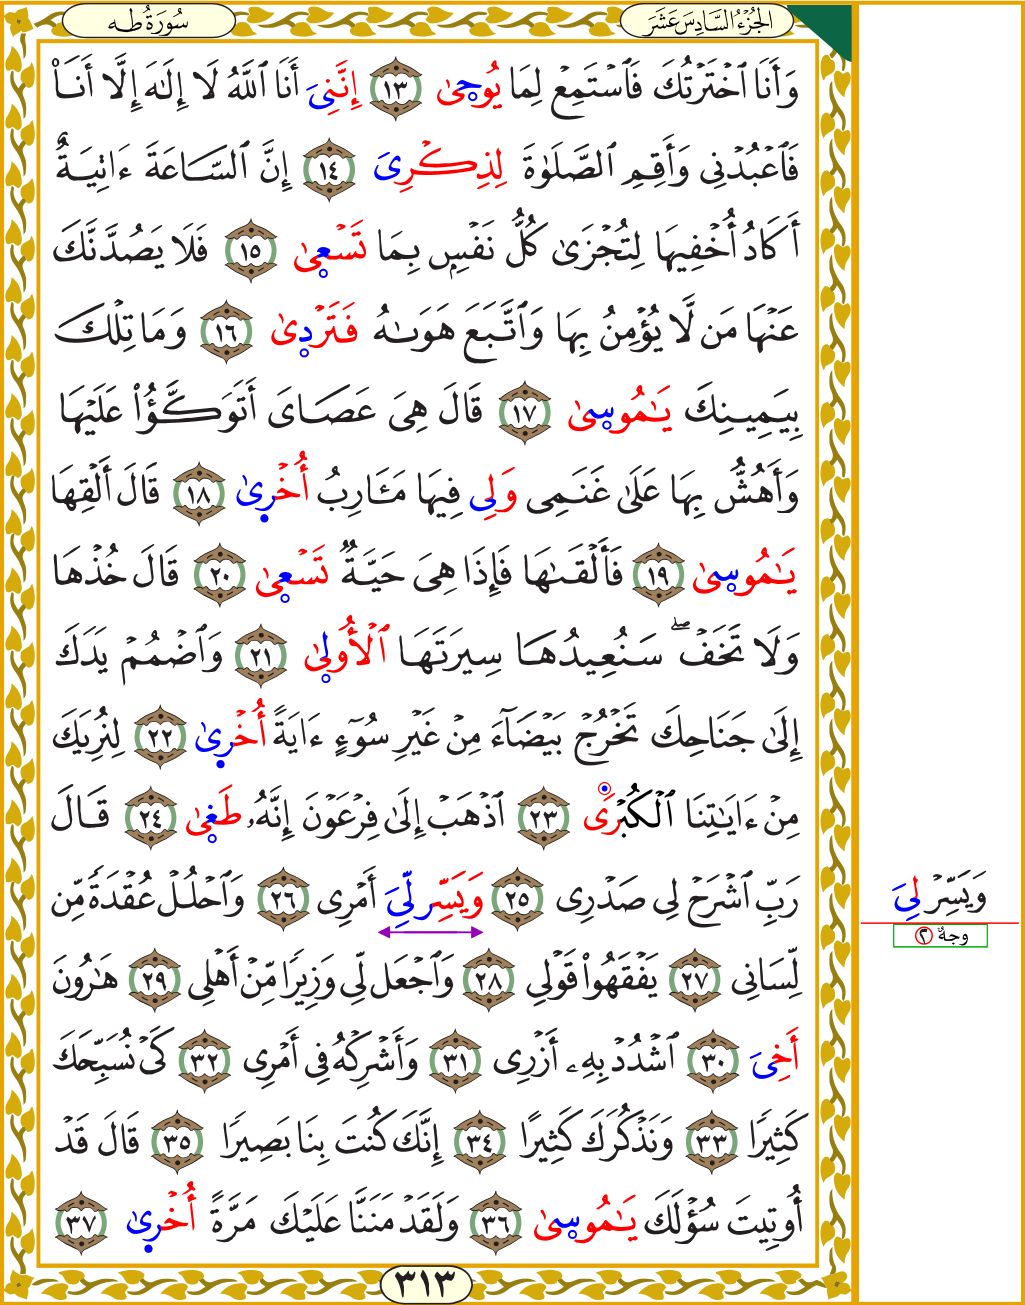 الجُزْءُ السَّادِسَ عَشَرَ
سُورَةُ طه
وَأَنَا ٱخۡتَرۡتُكَ فَٱسۡتَمِعۡ لِمَا يُوحِىٰ ١٣ إِنَّنِىَ أَنَا ٱللَّهُ لَا إِلَـٰهَ إِلَّا أَنَا۠
فَٱعۡبُدۡنِى وَأَقِمِ ٱلصَّلَوٰةَ لِذِكۡرِىَ ١٤ إِنَّ ٱلسَّاعَةَ ءَاتِيَةٌ
أَكَادُ أُخۡفِيهَا لِتُجۡزَىٰ كُلُّ نَفۡسِۭ بِمَا تَسۡعِىٰ ١٥ فَلَا يَصُدَّنَّكَ
عَنۡهَا مَن لَّا يُؤۡمِنُ بِهَا وَٱتَّبَعَ هَوَىٰهُ فَتَرۡدِىٰ ١٦ وَمَا تِلۡكَ
بِيَمِينِكَ يَـٰمُوسِىٰ ١٧ قَالَ هِىَ عَصَاىَ أَتَوَكَّؤُا۟ عَلَيۡهَا
وَأَهُشُّ بِهَا عَلَىٰ غَنَمِى وَلِى فِيهَا مَـَٔارِبُ أُخۡرِىٰ ١٨ قَالَ أَلۡقِهَا
يَـٰمُوسِىٰ ١٩ فَأَلۡقَىٰهَا فَإِذَا هِىَ حَيَّةٌ تَسۡعِىٰ ٢٠ قَالَ خُذۡهَا
وَلَا تَخَفۡۖ سَنُعِيدُهَا سِيرَتَهَا ٱلۡأُولِىٰ ٢١ وَٱضۡمُمۡ يَدَكَ
إِلَىٰ جَنَاحِكَ تَخۡرُجۡ بَيۡضَآءَ مِنۡ غَيۡرِ سُوٓءٍ ءَايَةً أُخۡرِىٰ ٢٢ لِنُرِيَكَ
مِنۡ ءَايَـٰتِنَا ٱلۡكُبۡرَى ٢٣ ٱذۡهَبۡ إِلَىٰ فِرۡعَوۡنَ إِنَّهُۥ طَغِىٰ ٢٤ قَالَ
رَبِّ ٱشۡرَحۡ لِى صَدۡرِى ٢٥ وَيَسِّر لِّىَ أَمۡرِى ٢٦ وَٱحۡلُلۡ عُقۡدَةً مِّن
لِّسَانِى ٢٧ يَفۡقَهُوا۟ قَوۡلِى ٢٨ وَٱجۡعَل لِّى وَزِيرًا مِّنۡ أَهۡلِى ٢٩ هَـٰرُونَ
أَخِىَ ٣٠ ٱشۡدُدۡ بِهِۦ أَزۡرِى ٣١ وَأَشۡرِكۡهُ فِى أَمۡرِى ٣٢ كَىۡ نُسَبِّحَكَ
كَثِيرًا ٣٣ وَنَذۡكُرَكَ كَثِيرًا ٣٤ إِنَّكَ كُنتَ بِنَا بَصِيرًا ٣٥ قَالَ قَدۡ
أُوتِيتَ سُؤۡلَكَ يَـٰمُوسِىٰ ٣٦ وَلَقَدۡ مَنَنَّا عَلَيۡكَ مَرَّةً أُخۡرِىٰ ٣٧
وَيَسِّرۡ لِىَ
وجهٌ ٢
٣١٣